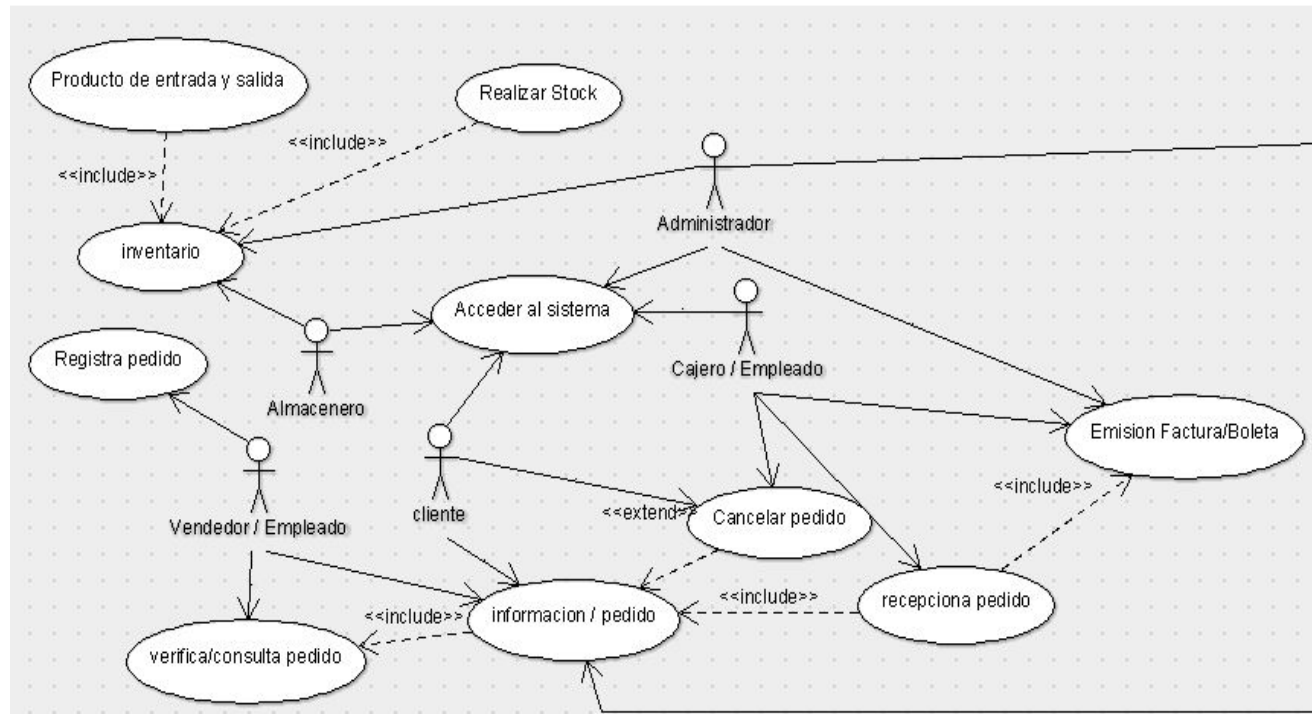 Producto de entrada y salida
Realizar Stock
<<include>>
<<include>>
Administrador
inventario
Acceder al sistema
Registra pedido
Cajero / Empleado
Almacenero
Emision Factura/Boleta
<<include>>
cliente
<<extend>>
Cancelar pedido
Vendedor / Empleado
<<include>>
recepciona pedido
<<include>>
informacion / pedido
verifica/consulta pedido